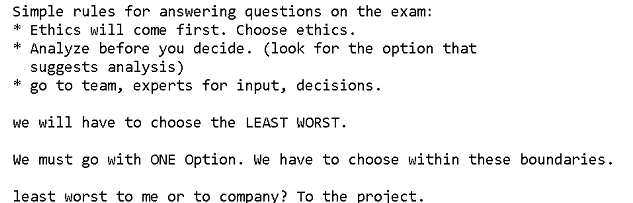 Simple rules for answering questions on the exam:
* Ethics will come first. Choose ethics.
* Analyze before you decide. (look for the option that
suggests analysis)
* go to team, experts for input, decisions.
we will have to choose the LEAST WORST.
We must go with ONE Option. We have to choose within these boundaries.
least worst to me or to company? To the project.